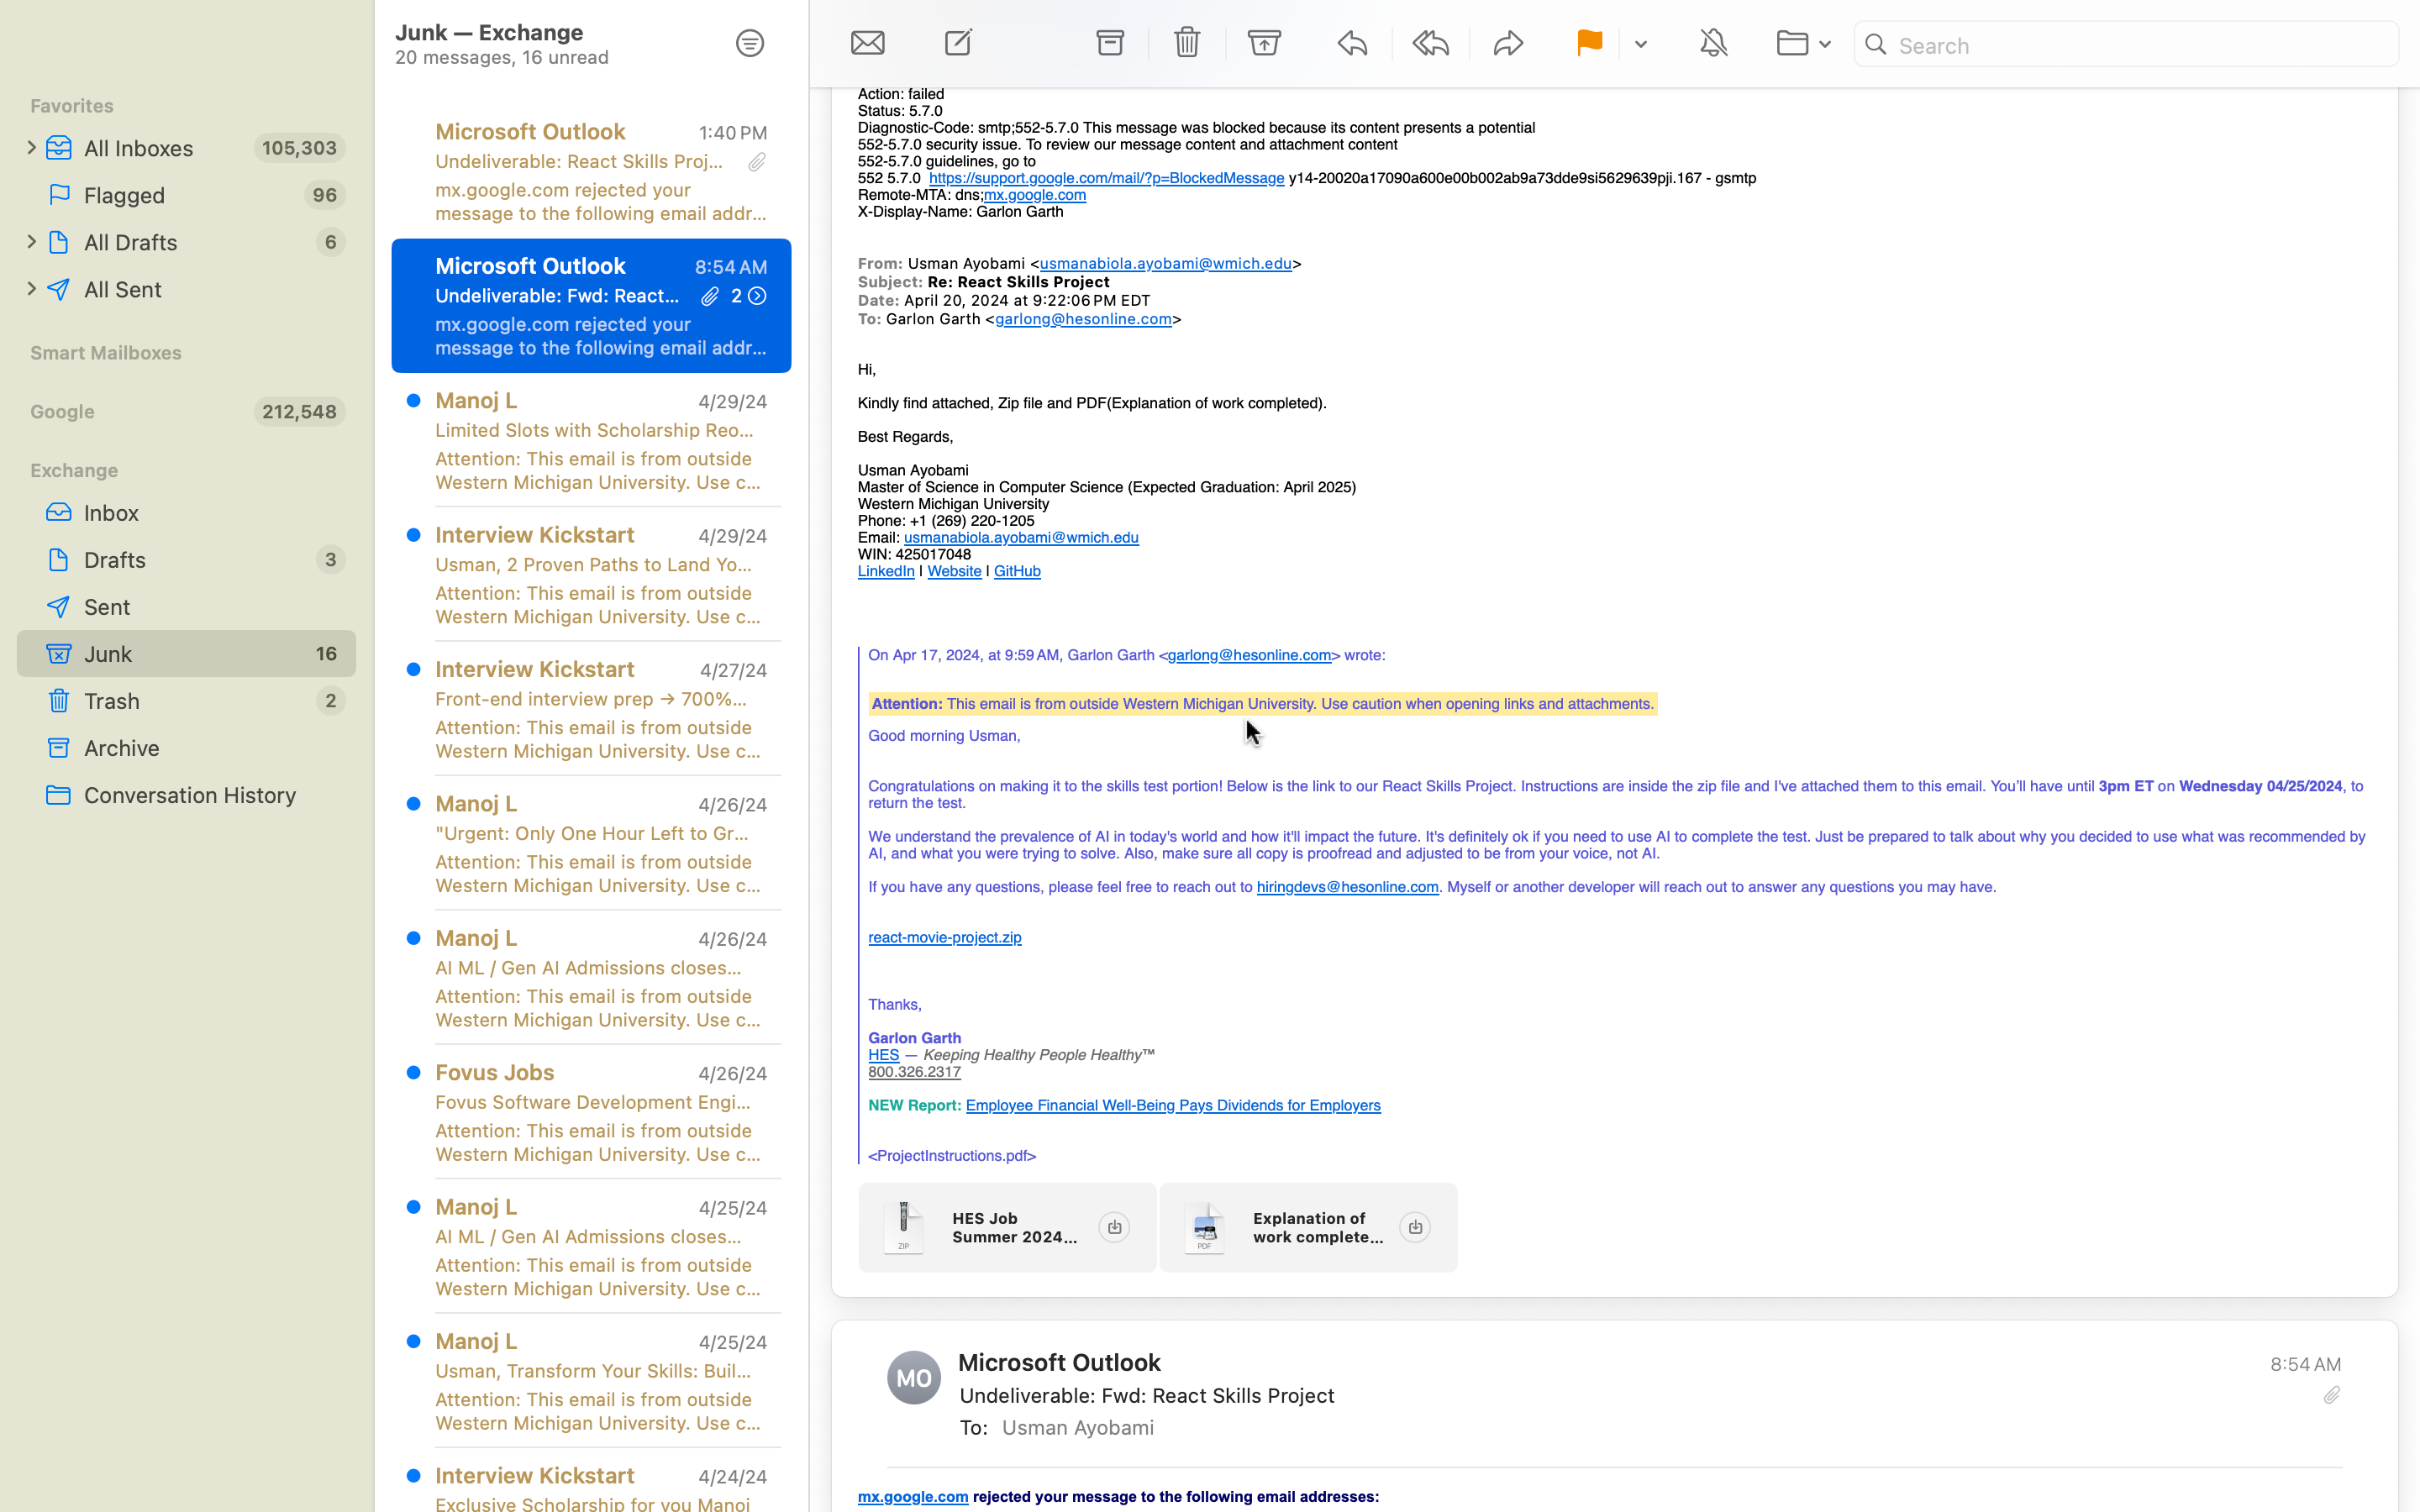 Favorites
All Inboxes 105,303
Flagged 96
All Drafts 6
All Sent
Smart Mailboxes
Google 212,548
Exchange
Inbox
Drafts 3
Sent
Junk 16
Trash 2
Archive
Conversation History
Junk — Exchange
20 messages, 16 unread
Microsoft Outlook 1:40 PM
Undeliverable: React Skills Proj...
mx.google.com rejected your
message to the following email addr...
Microsoft Outlook 8:54 AM
Undeliverable: Fwd: React... 2
mx.google.com rejected your
message to the following email addr...
Manoj L 4/29/24
Limited Slots with Scholarship Reo...
Attention: This email is from outside
Western Michigan University. Use c...
Interview Kickstart 4/29/24
Usman, 2 Proven Paths to Land Yo...
Attention: This email is from outside
Western Michigan University. Use c...
Interview Kickstart 4/27/24
Front-end interview prep → 700%...
Attention: This email is from outside
Western Michigan University. Use c...
Manoj L 4/26/24
"Urgent: Only One Hour Left to Gr...
Attention: This email is from outside
Western Michigan University. Use c...
Manoj L 4/26/24
AI ML / Gen AI Admissions closes...
Attention: This email is from outside
Western Michigan University. Use c...
Fovus Jobs 4/26/24
Fovus Software Development Engi...
Attention: This email is from outside
Western Michigan University. Use c...
Manoj L 4/25/24
AI ML / Gen AI Admissions closes...
Attention: This email is from outside
Western Michigan University. Use c...
Manoj L 4/25/24
Usman, Transform Your Skills: Buil...
Attention: This email is from outside
Western Michigan University. Use c...
Interview Kickstart 4/24/24
Exclusive Scholarship for you Manoj
Search
Action: failed
Status: 5.7.0
Diagnostic-Code: smtp;552-5.7.0 This message was blocked because its content presents a potential
552-5.7.0 security issue. To review our message content and attachment content
552-5.7.0 guidelines, go to
552 5.7.0 https://support.google.com/mail/?p=BlockedMessage y14-20020a17090a600e00b002ab9a73dde9si5629639pji.167 - gsmtp
Remote-MTA: dns;mx.google.com
X-Display-Name: Garlon Garth
From: Usman Ayobami <usmanabiola.ayobami@wmich.edu>
Subject: Re: React Skills Project
Date: April 20, 2024 at 9:22:06 PM EDT
To: Garlon Garth <garlong@hesonline.com>
Hi,
Kindly find attached, Zip file and PDF(Explanation of work completed).
Best Regards,
Usman Ayobami
Master of Science in Computer Science (Expected Graduation: April 2025)
Western Michigan University
Phone: +1 (269) 220-1205
Email: usmanabiola.ayobami@wmich.edu
WIN: 425017048
LinkedIn | Website | GitHub
On Apr 17, 2024, at 9:59 AM, Garlon Garth <garlong@hesonline.com> wrote:
Attention: This email is from outside Western Michigan University. Use caution when opening links and attachments.
Good morning Usman,
Congratulations on making it to the skills test portion! Below is the link to our React Skills Project. Instructions are inside the zip file and I've attached them to this email. You'll have until 3pm ET on Wednesday 04/25/2024, to
return the test.
We understand the prevalence of AI in today's world and how it'll impact the future. It's definitely ok if you need to use AI to complete the test. Just be prepared to talk about why you decided to use what was recommended by
AI, and what you were trying to solve. Also, make sure all copy is proofread and adjusted to be from your voice, not AI.
If you have any questions, please feel free to reach out to hiringdevs@hesonline.com. Myself or another developer will reach out to answer any questions you may have.
react-movie-project.zip
Thanks,
Garlon Garth
HES — Keeping Healthy People Healthy™
800.326.2317
NEW Report: Employee Financial Well-Being Pays Dividends for Employers
<ProjectInstructions.pdf>
ZIP
HES Job
Summer 2024...
PDF
Explanation of
work complete...
MO
Microsoft Outlook 8:54 AM
Undeliverable: Fwd: React Skills Project
To: Usman Ayobami
mx.google.com rejected your message to the following email addresses: